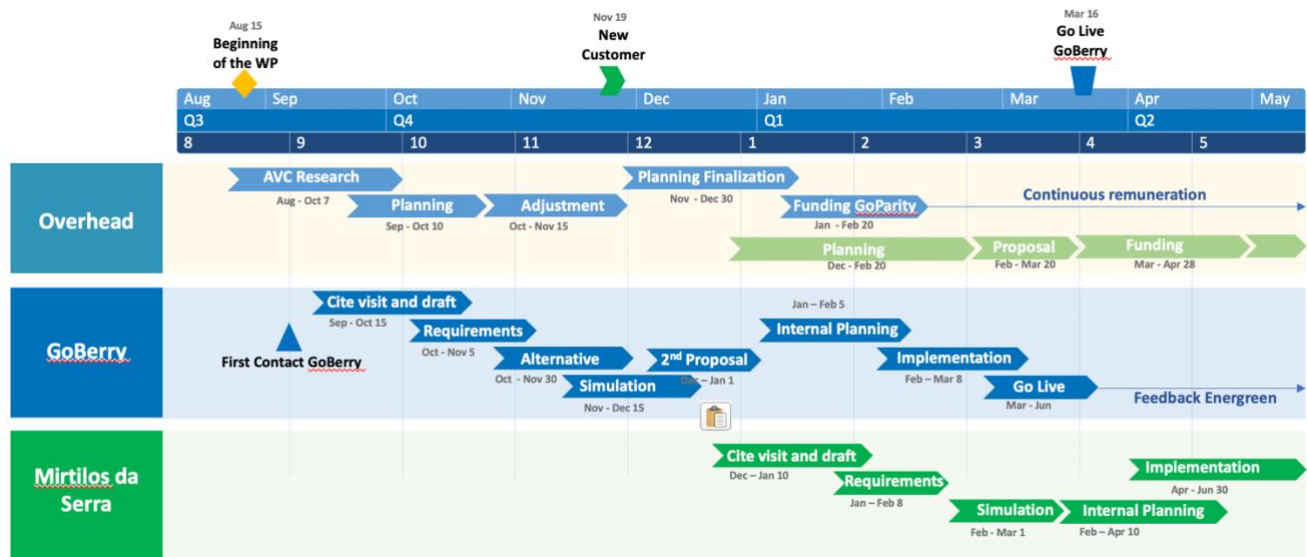 Aug 15
Beginning
of the WP
Nov 19
New
Customer
Mar 16
Go Live
GoBerry
Aug Sep Oct Nov Dec Jan Feb Mar Apr May
Q3 Q4 Q1 Q2
8 9 10 11 12 1 2 3 4 5
Overhead
AVC Research
Aug - Oct 7
Planning
Sep - Oct 10
Adjustment
Oct - Nov 15
Planning Finalization
Nov - Dec 30
Funding GoParity
Jan - Feb 20
Continuous remuneration
Planning
Dec - Feb 20
Proposal
Feb - Mar 20
Funding
Mar - Apr 28
GoBerry
First Contact GoBerry
Cite visit and draft
Sep - Oct 15
Requirements
Oct - Nov 5
Alternative
Oct - Nov 30
Simulation
Nov - Dec 15
2nd Proposal
Dec – Jan 1
Jan – Feb 5
Internal Planning
Implementation
Feb – Mar 8
Go Live
Mar - Jun
Feedback Energreen
Mirtilos da
Serra
Cite visit and draft
Dec – Jan 10
Requirements
Jan – Feb 8
Simulation
Feb - Mar 1
Internal Planning
Feb – Apr 10
Implementation
Apr - Jun 30